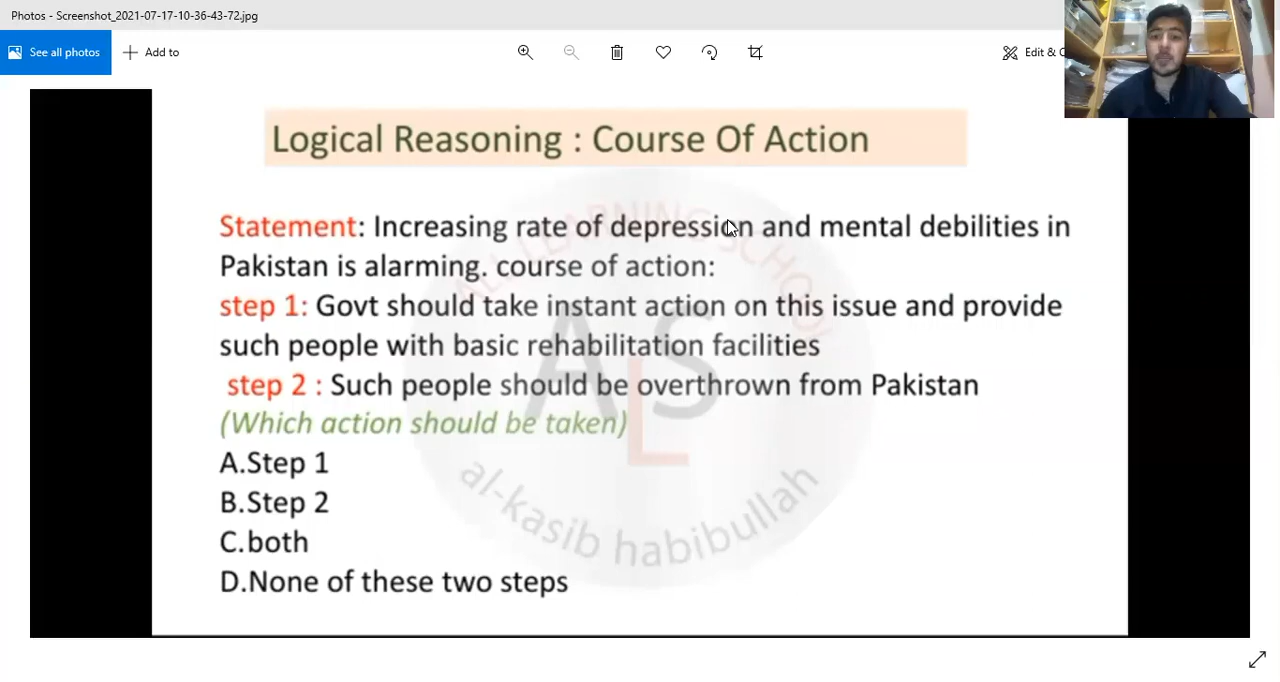 Photos - Screenshot_2021-07-17-10-36-43-72.jpg
See all photos
Add to
Edit & C
Logical Reasoning : Course Of Action
Statement: Increasing rate of depression and mental debilities in
Pakistan is alarming. course of action:
step 1: Govt should take instant action on this issue and provide
such people with basic rehabilitation facilities
step 2 : Such people should be overthrown from Pakistan
(Which action should be taken)
A.Step 1
B.Step 2
C.both
D.None of these two steps
ALL LEARNING SCHOOL
ALS
al-kasib habibullah